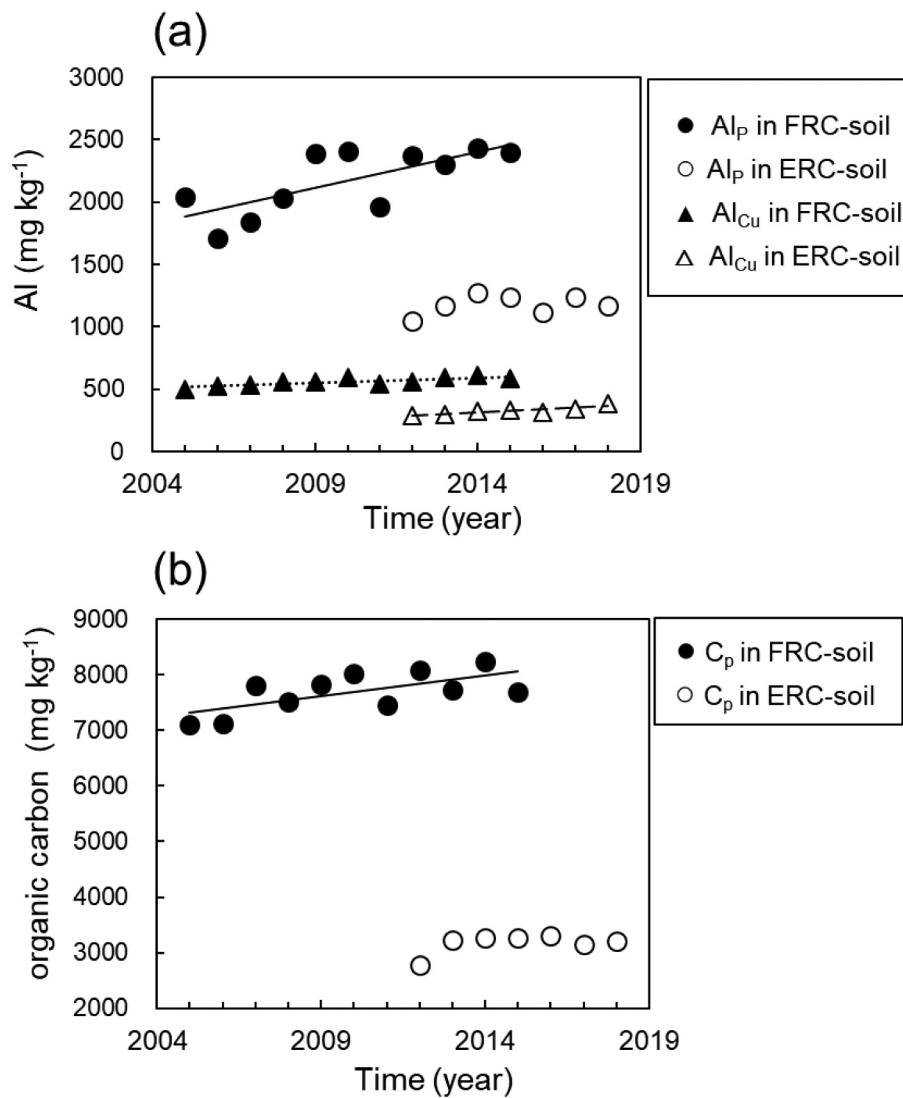 (a)
3000
2500
2000
1500
1000
500
0
Al (mg kg⁻¹)
2004 2009 2014 2019
Time (year)
● Alₚ in FRC-soil
○ Alₚ in ERC-soil
▲ Al_Cu in FRC-soil
△ Al_Cu in ERC-soil
(b)
9000
8000
7000
6000
5000
4000
3000
2000
organic carbon (mg kg⁻¹)
2004 2009 2014 2019
Time (year)
● Cₚ in FRC-soil
○ Cₚ in ERC-soil